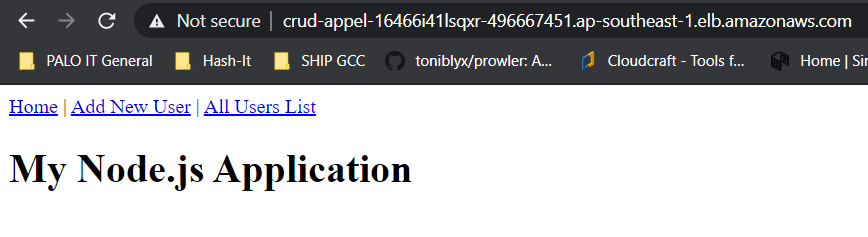 Not secure | crud-appel-16466i41lsqxr-496667451.ap-southeast-1.elb.amazonaws.com
PALO IT General Hash-It SHIP GCC toniblyx/prowler: A... Cloudcraft - Tools f... Home | Sir
Home | Add New User | All Users List
My Node.js Application